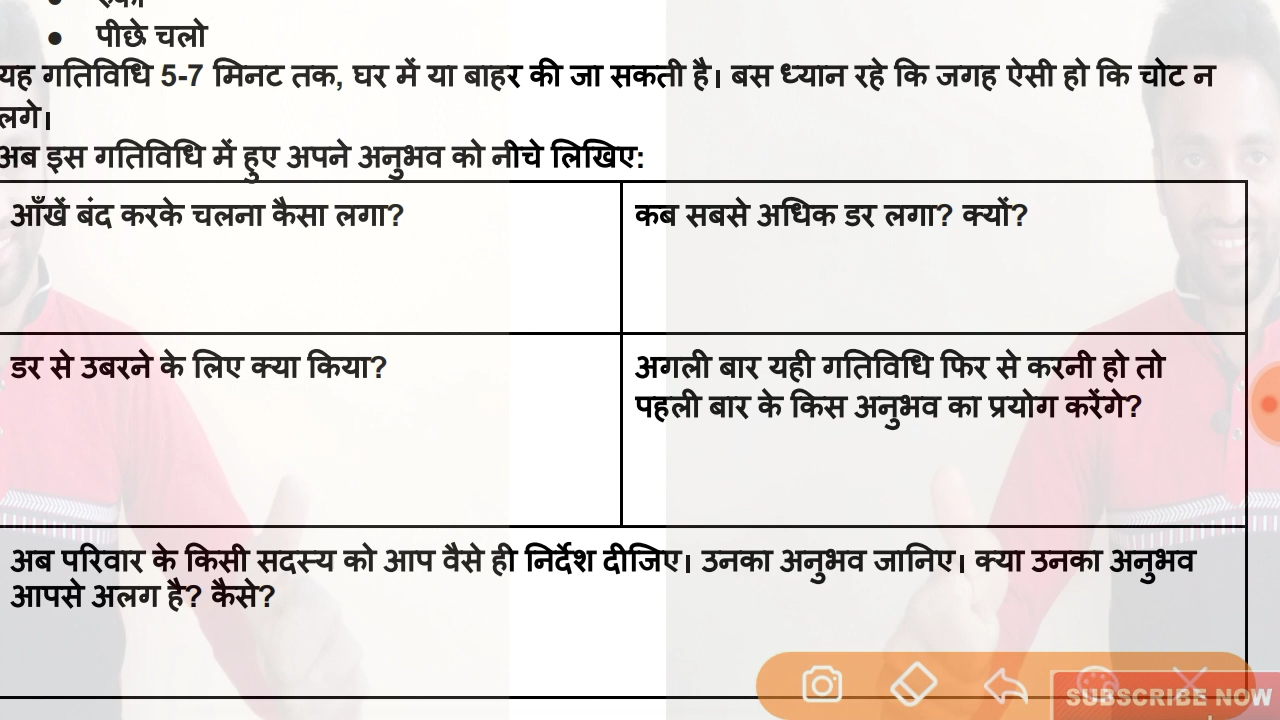 पीछे चलो
यह गतिविधि 5-7 मिनट तक, घर में या बाहर की जा सकती है। बस ध्यान रहे कि जगह ऐसी हो कि चोट न
लगे।
अब इस गतिविधि में हुए अपने अनुभव को नीचे लिखिए:
आँखें बंद करके चलना कैसा लगा?
कब सबसे अधिक डर लगा? क्यों?
डर से उबरने के लिए क्या किया?
अगली बार यही गतिविधि फिर से करनी हो तो
पहली बार के किस अनुभव का प्रयोग करेंगे?
अब परिवार के किसी सदस्य को आप वैसे ही निर्देश दीजिए। उनका अनुभव जानिए। क्या उनका अनुभव
आपसे अलग है? कैसे?
SUBSCRIBE NOW